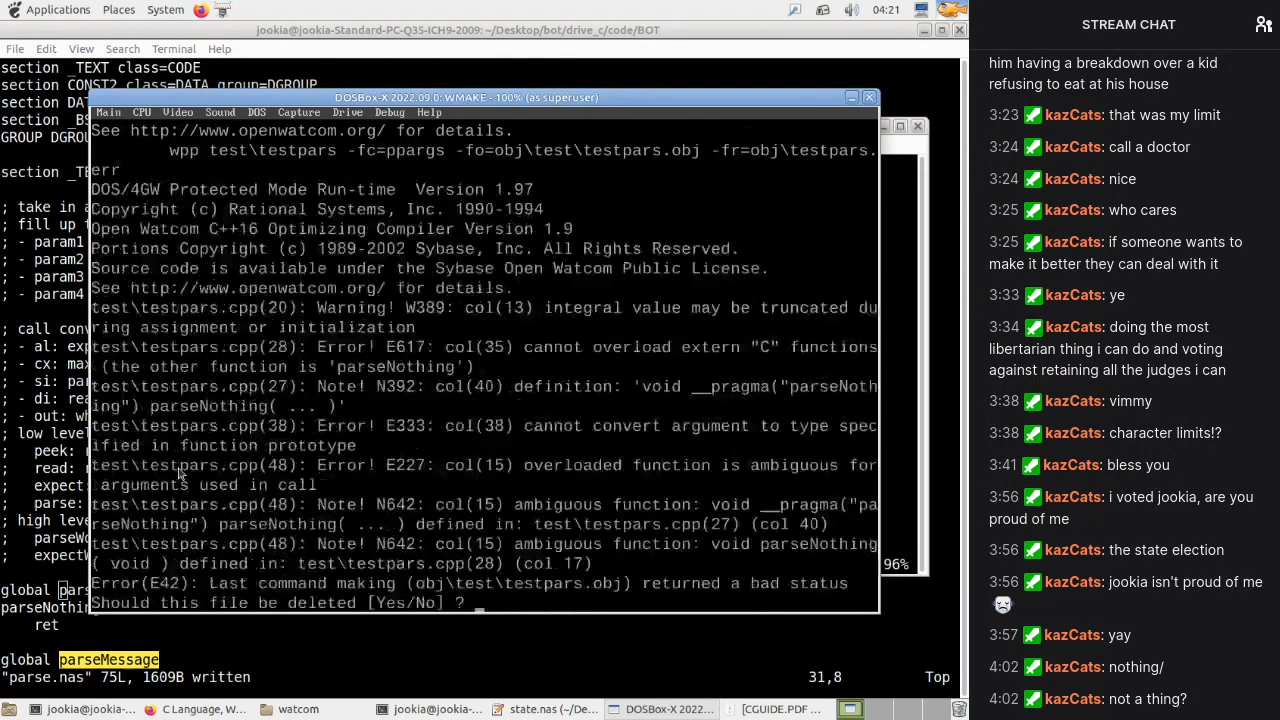 Applications Places System 04:21
jookia@jookia-Standard-PC-Q35-ICH9-2009: ~/Desktop/bot/drive_c/code/BOT
File Edit View Search Terminal Help
section _TEXT class=CODE
section CONST2 class=DATA group=DGROUP
section DAT
section _BS
GROUP DGRO
section _TE
; take in a
; fill up t
; - param1
; - param2
; - param3
; - param4
; call conv
; - al: exp
; - cx: max
; - si: par
; - di: rea
; - out: wh
; low level
; peek: r
; read: r
; expect:
; parse:
; high leve
; parseWo
; expectW
global pars
parseNothin
ret
global parseMessage
"parse.nas" 75L, 1609B written 31,8 Top
96%
DOSBox-X 2022.09.0: WMAKE - 100% (as superuser)
Main CPU Video Sound DOS Capture Drive Debug Help
See http://www.openwatcom.org/ for details.
wpp test\testpars -fc=ppargs -fo=obj\test\testpars.obj -fr=obj\testpars.
err
DOS/4GW Protected Mode Run-time Version 1.97
Copyright (c) Rational Systems, Inc. 1990-1994
Open Watcom C++16 Optimizing Compiler Version 1.9
Portions Copyright (c) 1989-2002 Sybase, Inc. All Rights Reserved.
Source code is available under the Sybase Open Watcom Public License.
See http://www.openwatcom.org/ for details.
test\testpars.cpp(20): Warning! W389: col(13) integral value may be truncated du
ring assignment or initialization
test\testpars.cpp(28): Error! E617: col(35) cannot overload extern "C" functions
(the other function is 'parseNothing')
test\testpars.cpp(27): Note! N392: col(40) definition: 'void __pragma("parseNoth
ing") parseNothing( ... )'
test\testpars.cpp(38): Error! E333: col(38) cannot convert argument to type spec
ified in function prototype
test\testpars.cpp(48): Error! E227: col(15) overloaded function is ambiguous for
arguments used in call
test\testpars.cpp(48): Note! N642: col(15) ambiguous function: void __pragma("pa
rseNothing") parseNothing( ... ) defined in: test\testpars.cpp(27) (col 40)
test\testpars.cpp(48): Note! N642: col(15) ambiguous function: void parseNothing
( void ) defined in: test\testpars.cpp(28) (col 17)
Error(E42): Last command making (obj\test\testpars.obj) returned a bad status
Should this file be deleted [Yes/No] ? _
jookia@jookia-... C Language, W... watcom jookia@jookia-... state.nas (~/De... DOSBox-X 2022... [CGUIDE.PDF ...
STREAM CHAT
him having a breakdown over a kid
refusing to eat at his house
3:23 kazCats: that was my limit
3:24 kazCats: call a doctor
3:24 kazCats: nice
3:25 kazCats: who cares
3:25 kazCats: if someone wants to
make it better they can deal with it
3:33 kazCats: ye
3:34 kazCats: doing the most
libertarian thing i can do and voting
against retaining all the judges i can
3:38 kazCats: vimmy
3:38 kazCats: character limits!?
3:41 kazCats: bless you
3:56 kazCats: i voted jookia, are you
proud of me
3:56 kazCats: the state election
3:56 kazCats: jookia isn't proud of me
3:57 kazCats: yay
4:02 kazCats: nothing/
4:02 kazCats: not a thing?